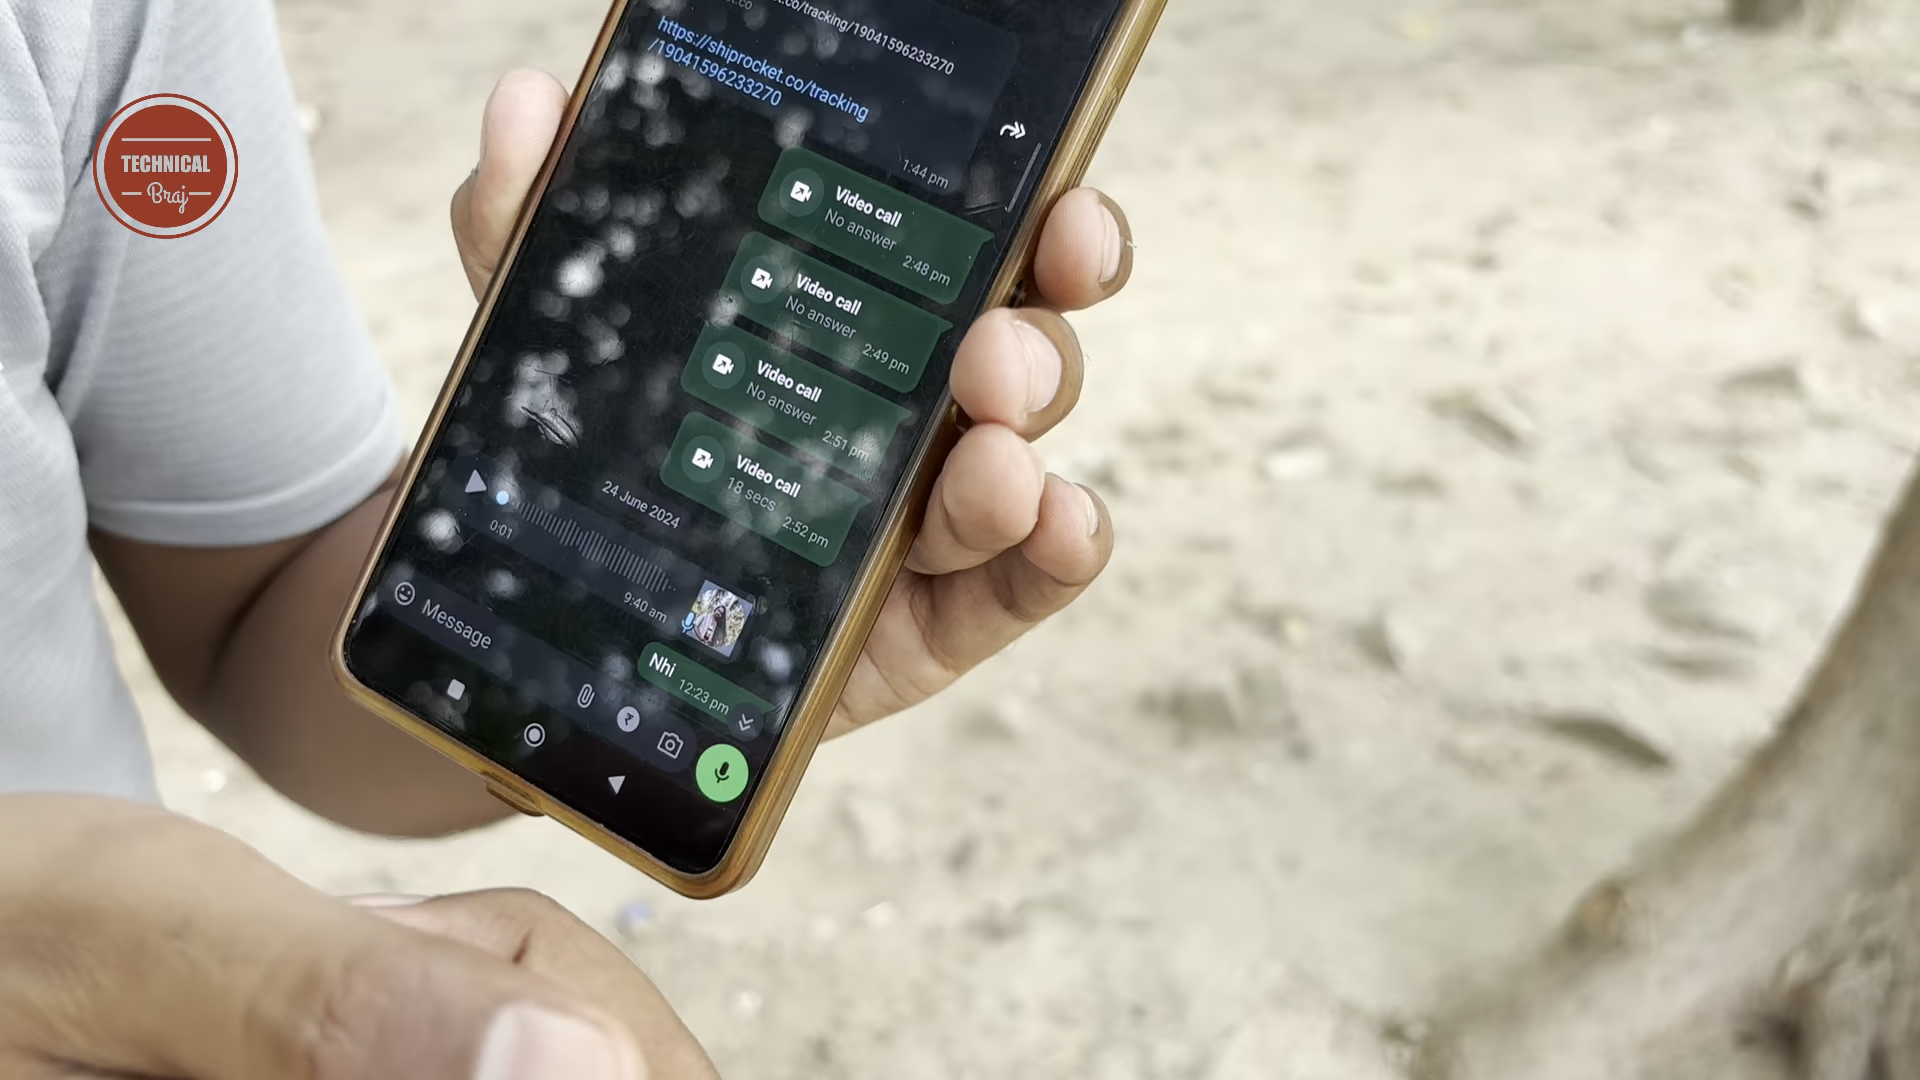 .co/tracking/19041596233270
https://shiprocket.co/tracking
/19041596233270
1:44 pm
TECHNICAL
Braj
Video call
No answer
2:48 pm
Video call
No answer
2:49 pm
Video call
No answer
2:51 pm
Video call
18 secs
2:52 pm
24 June 2024
0:01
9:40 am
Message
Nhi
12:23 pm